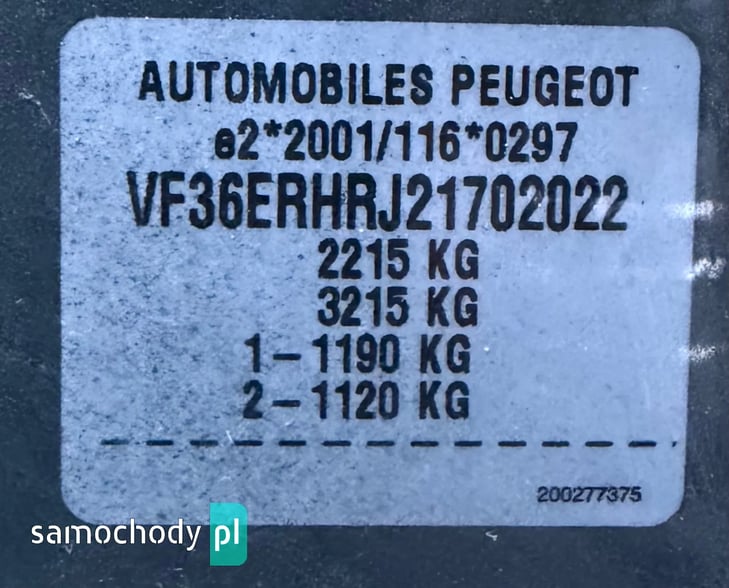 AUTOMOBILES PEUGEOT
e2*2001/116*0297
VF36ERHRJ21702022
2215 KG
3215 KG
1-1190 KG
2-1120 KG
200277375
samochody pl